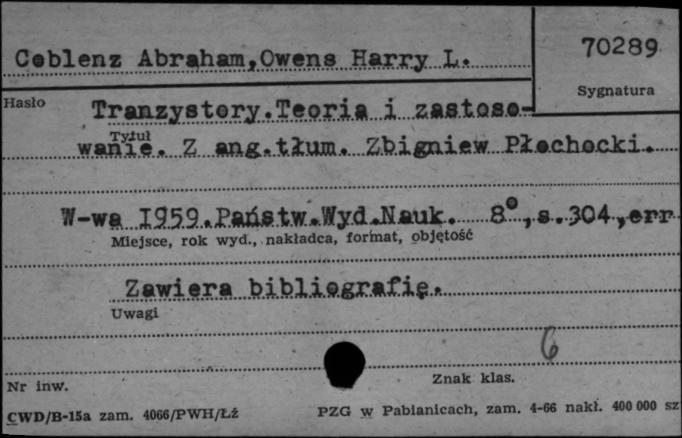 Coblenz Abraham,Owens Harry L.
70289
Sygnatura
Hasło
Tranzystory.Teoria i zastoso-
Tytuł
wanie. Z ang.tłum. Zbigniew Płochocki.
W-wa 1959.Państw.Wyd.Nauk. 8°,s.304,err
Miejsce, rok wyd., nakładca, format, objętość
Zawiera bibliografię.
Uwagi
6
Nr inw.
Znak klas.
CWD/B-15a zam. 4066/PWH/Łź
PZG w Pabianicach, zam. 4-66 nakł. 400 000 sz